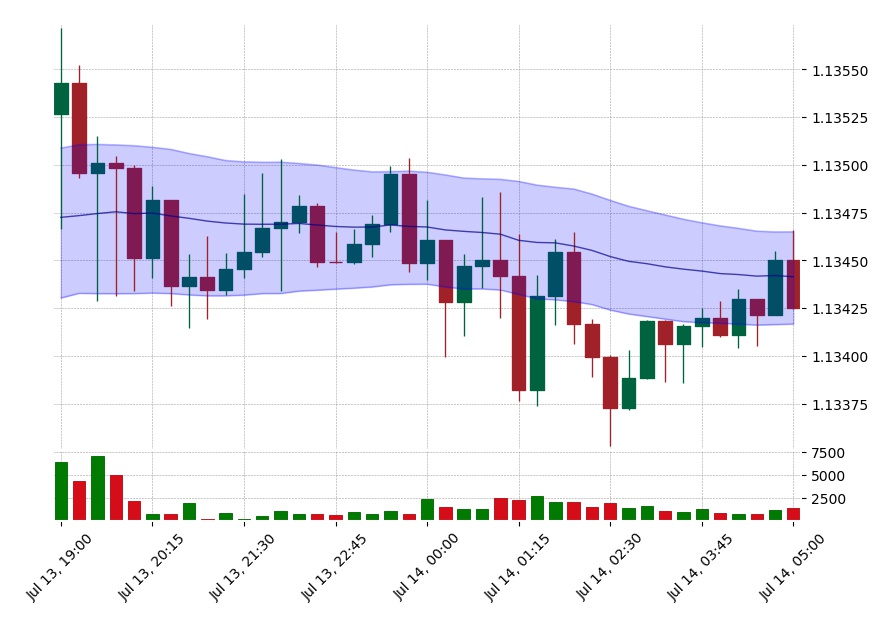 1.13550
1.13525
1.13500
1.13475
1.13450
1.13425
1.13400
1.13375
7500
5000
2500
Jul 13, 19:00
Jul 13, 20:15
Jul 13, 21:30
Jul 13, 22:45
Jul 14, 00:00
Jul 14, 01:15
Jul 14, 02:30
Jul 14, 03:45
Jul 14, 05:00